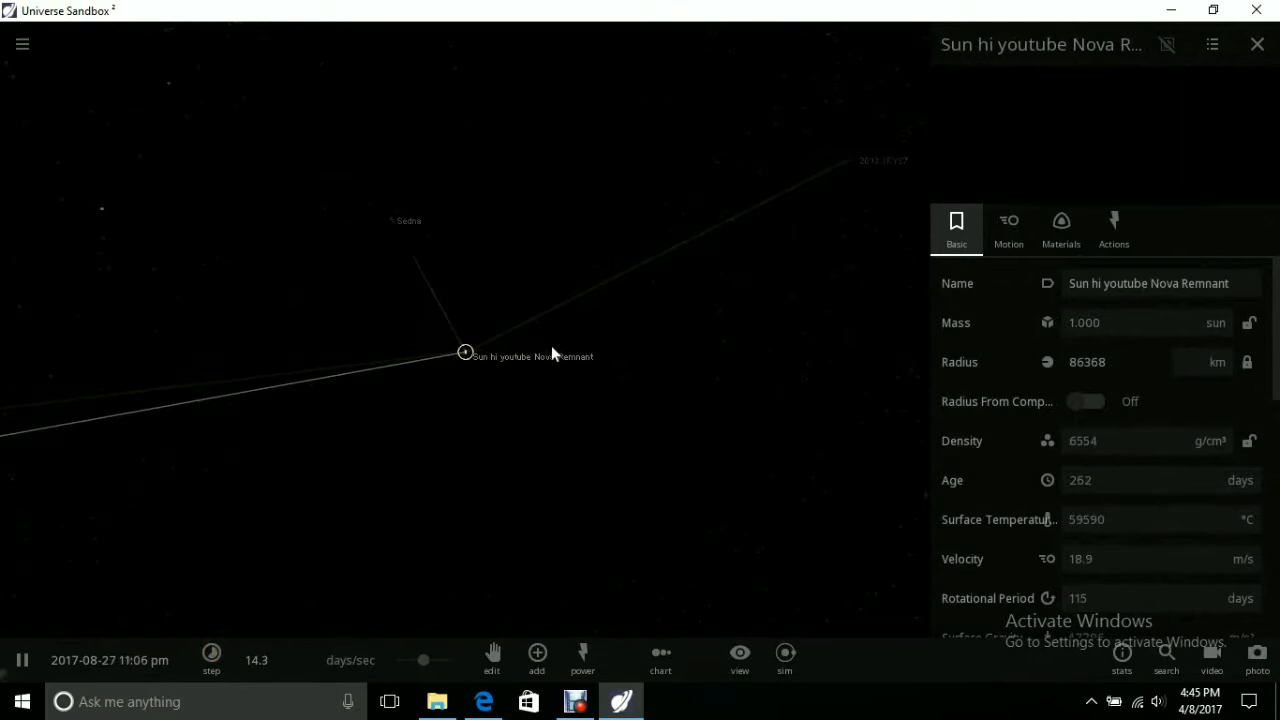 Universe Sandbox ²
Sun hi youtube Nova R...
Sedna
Sun hi youtube Nova Remnant
Basic
Motion
Materials
Actions
Name
Sun hi youtube Nova Remnant
Mass
1.000
sun
Radius
86368
km
Radius From Comp...
Off
Density
6554
g/cm³
Age
262
days
Surface Temperatur...
59590
°C
Velocity
18.9
m/s
Rotational Period
115
days
Activate Windows
Go to Settings to activate Windows.
2017-08-27 11:06 pm
step
14.3
days/sec
edit
add
power
chart
view
sim
stats
search
video
photo
Ask me anything
4:45 PM
4/8/2017